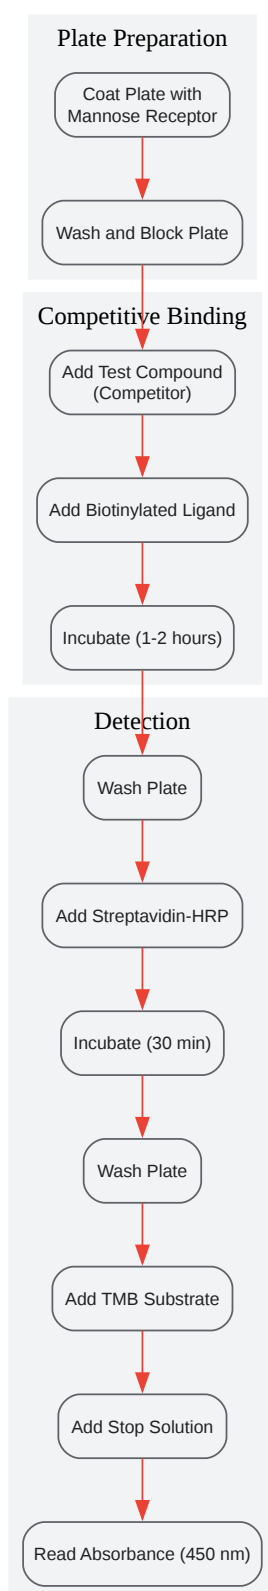 Plate Preparation
Coat Plate with
Mannose Receptor
Wash and Block Plate
Competitive Binding
Add Test Compound
(Competitor)
Add Biotinylated Ligand
Incubate (1-2 hours)
Detection
Wash Plate
Add Streptavidin-HRP
Incubate (30 min)
Wash Plate
Add TMB Substrate
Add Stop Solution
Read Absorbance (450 nm)